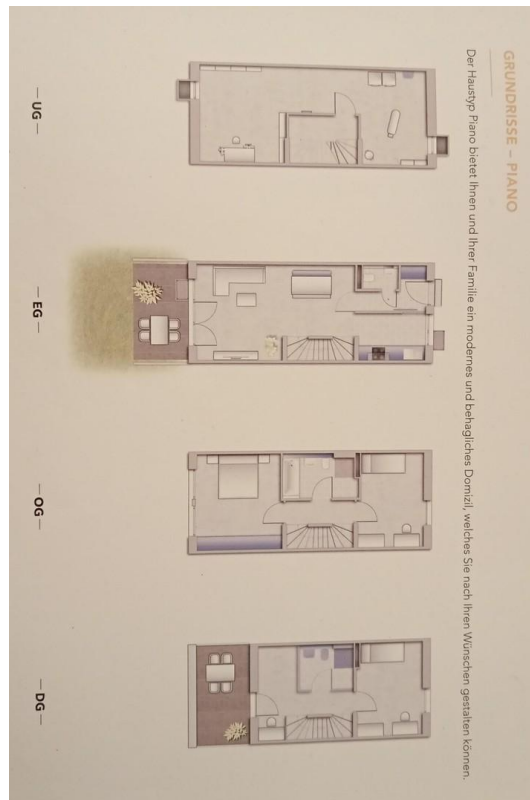 GRUNDRISSE – PIANO
Der Haustyp Piano bietet Ihnen und Ihrer Familie ein modernes und behagliches Domizil, welches Sie nach Ihren Wünschen gestalten können.
– UG –
– EG –
– OG –
– DG –